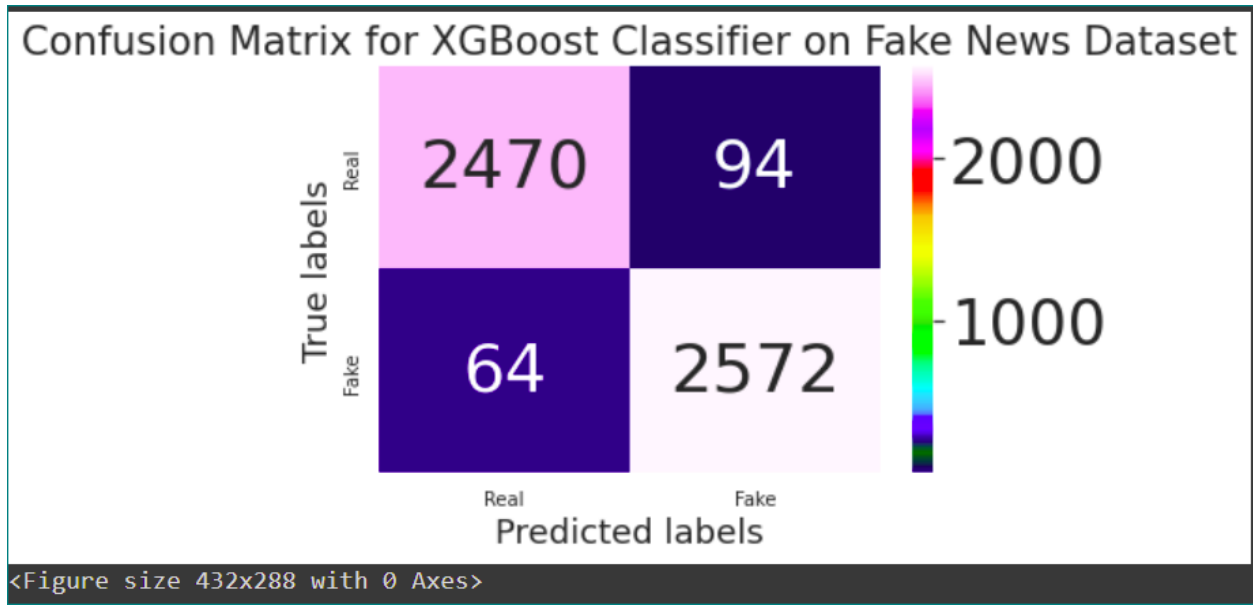 Confusion Matrix for XGBoost Classifier on Fake News Dataset
True labels
Real
Fake
2470 94
64 2572
2000
1000
Real Fake
Predicted labels
<Figure size 432x288 with 0 Axes>